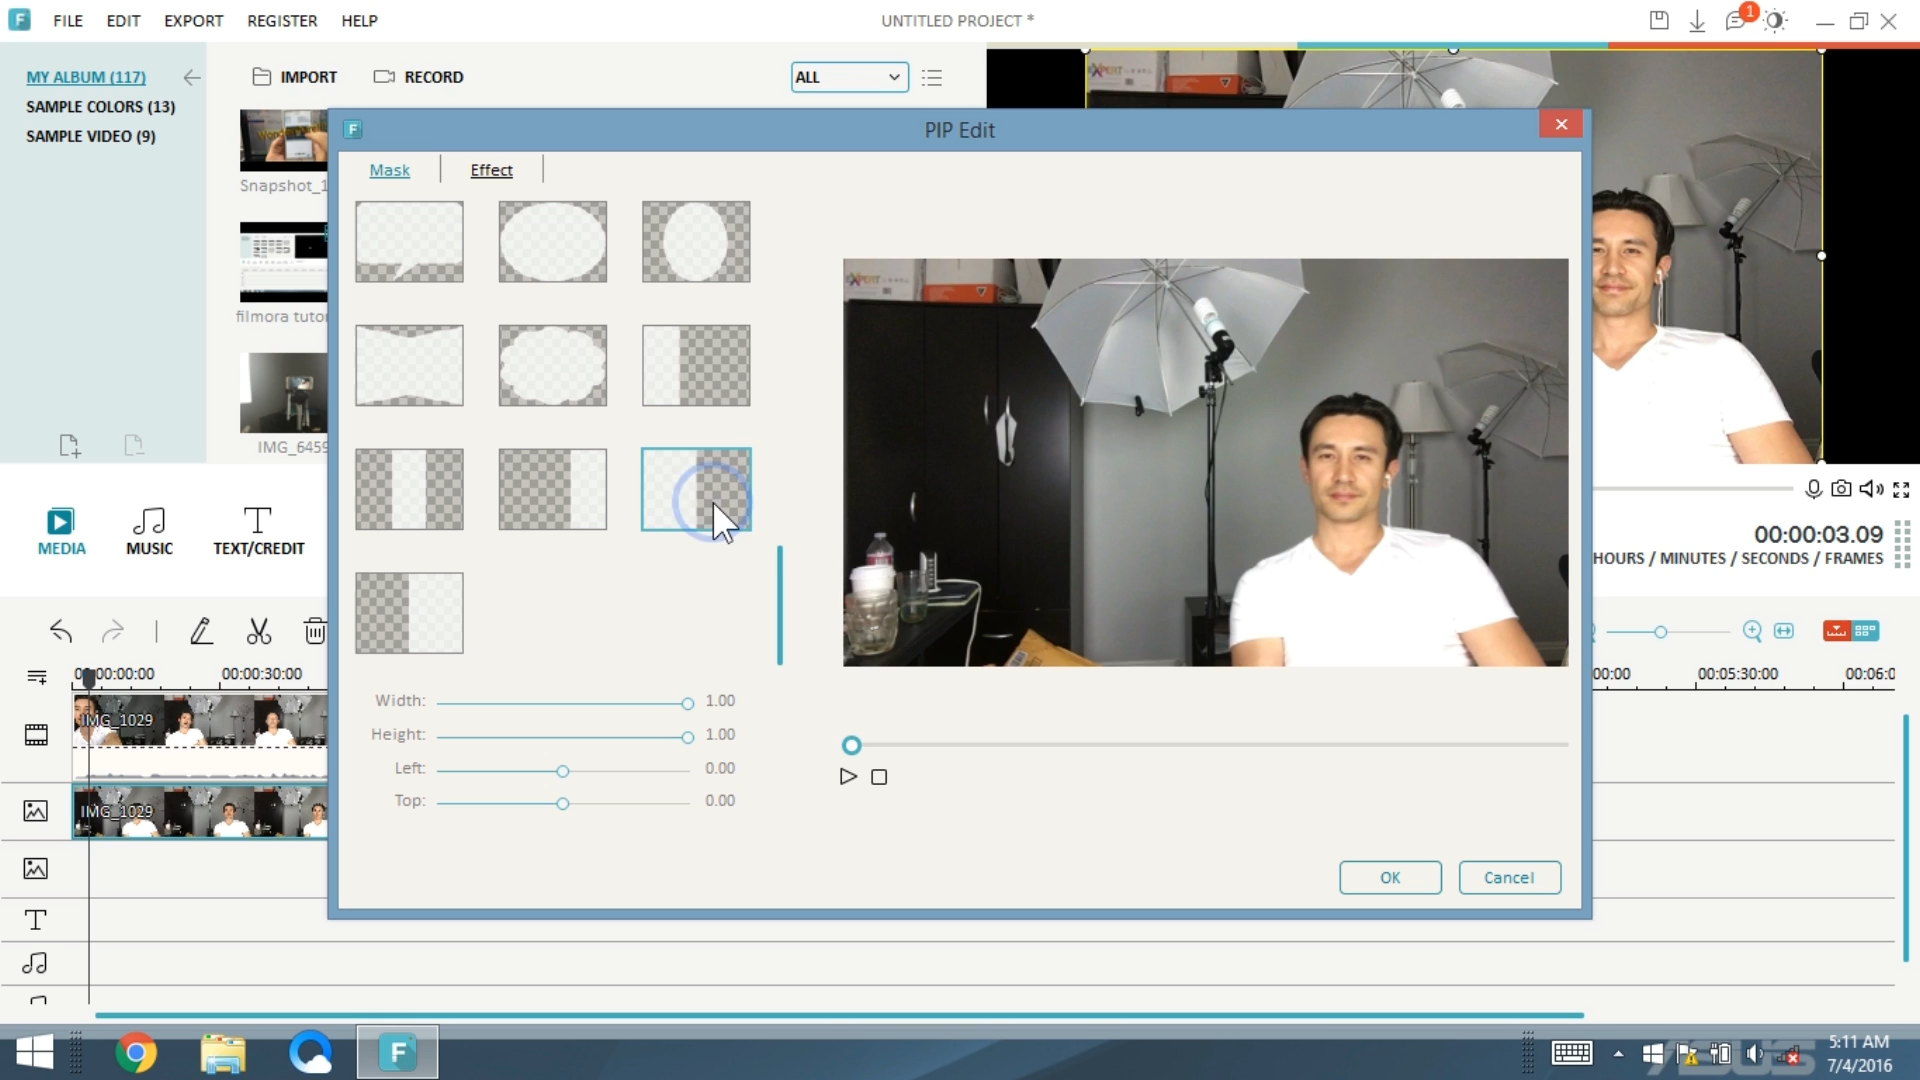 FILE EDIT EXPORT REGISTER HELP
UNTITLED PROJECT *
1
MY ALBUM (117)
IMPORT
RECORD
ALL
SAMPLE COLORS (13)
SAMPLE VIDEO (9)
PIP Edit
Mask
Effect
Snapshot_1
filmora tutor
IMG_6459
MEDIA
MUSIC
TEXT/CREDIT
00:00:03.09
HOURS / MINUTES / SECONDS / FRAMES
00:00:30:00
00:00
00:05:30:00
00:06:0
IMG_1029
IMG_1029
Width: 1.00
Height: 1.00
Left: 0.00
Top: 0.00
OK
Cancel
5:11 AM
7/4/2016